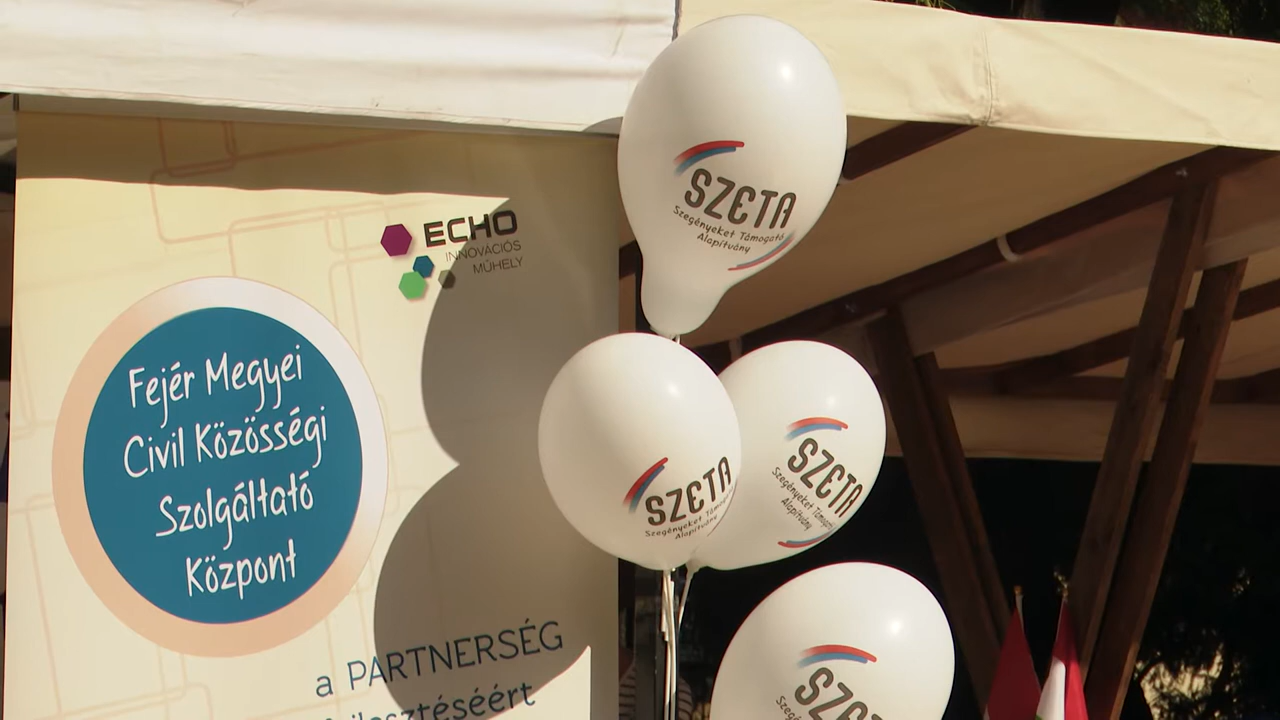 ECHO
INNOVÁCIÓS
MŰHELY
Fejér Megyei
Civil Közösségi
Szolgáltató
Központ
a PARTNERSÉG
SZETA
Szegényeket Támogató
Alapítvány
SZETA
Szegényeket
Alapítvány
SZETA
Szegényeket Támogató
Alapítvány